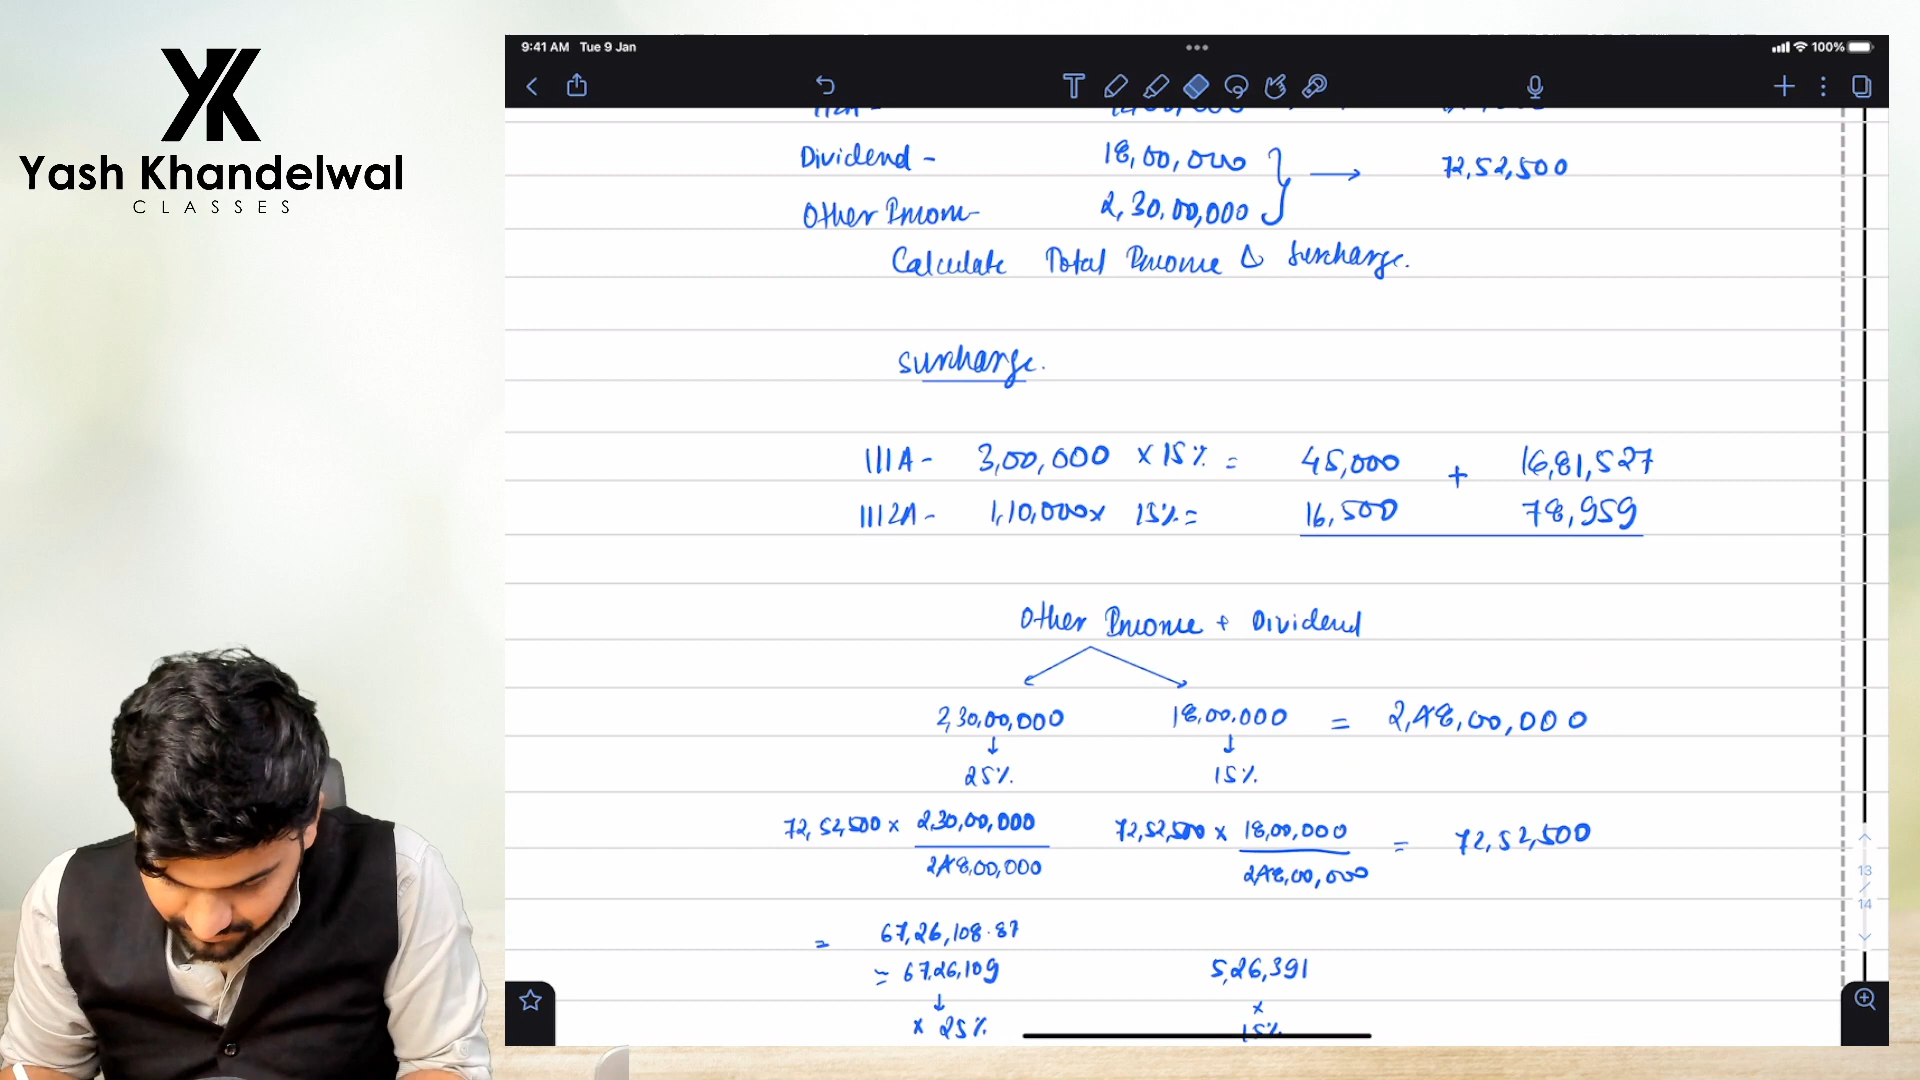 YK
Yash Khandelwal
CLASSES
9:41 AM Tue 9 Jan
100%
Dividend - 18,00,000 → 72,52,500
Other Income - 2,30,00,000
Calculate Total Income & Surcharge.
Surcharge.
111A - 3,00,000 × 15% = 45,000 + 16,81,527
1112A - 1,10,000 × 15% = 16,500 78,959
Other Income + Dividend
2,30,00,000 18,00,000 = 2,48,00,000
↓ ↓
25% 15%
72,52,500 × 2,30,00,000 72,52,500 × 18,00,000 = 72,52,500
2,48,00,000 2,48,00,000
= 67,26,108.87
= 67,26,109 5,26,391
↓ ×
× 25% 15%
13
/
14